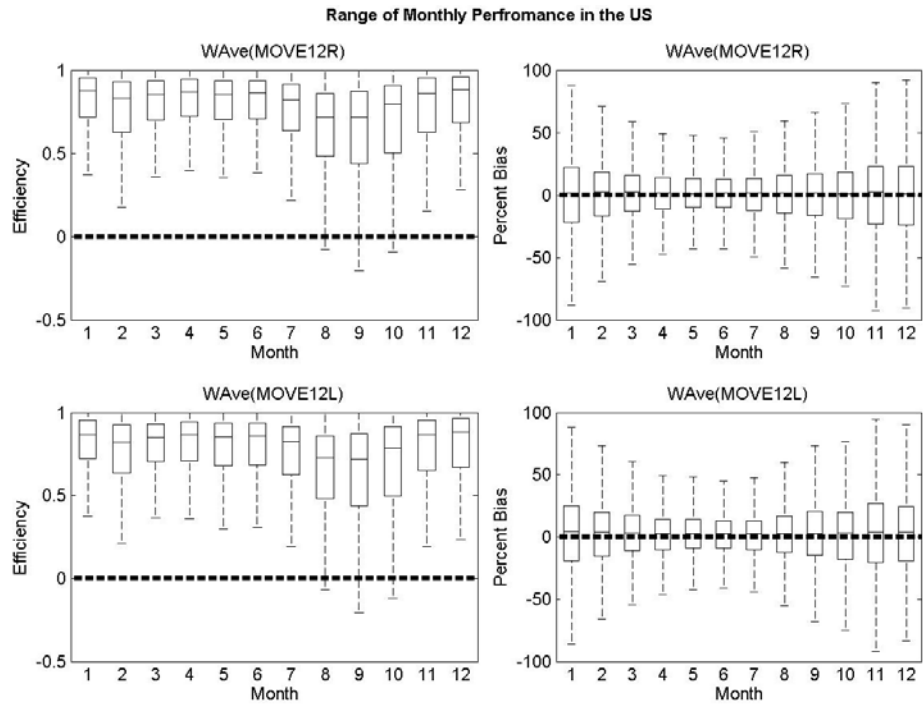 Range of Monthly Perfromance in the US
WAve(MOVE12R)
1
0.5
0
-0.5
Efficiency
1 2 3 4 5 6 7 8 9 10 11 12
Month
WAve(MOVE12R)
100
50
0
-50
-100
Percent Bias
1 2 3 4 5 6 7 8 9 10 11 12
Month
WAve(MOVE12L)
1
0.5
0
-0.5
Efficiency
1 2 3 4 5 6 7 8 9 10 11 12
Month
WAve(MOVE12L)
100
50
0
-50
-100
Percent Bias
1 2 3 4 5 6 7 8 9 10 11 12
Month